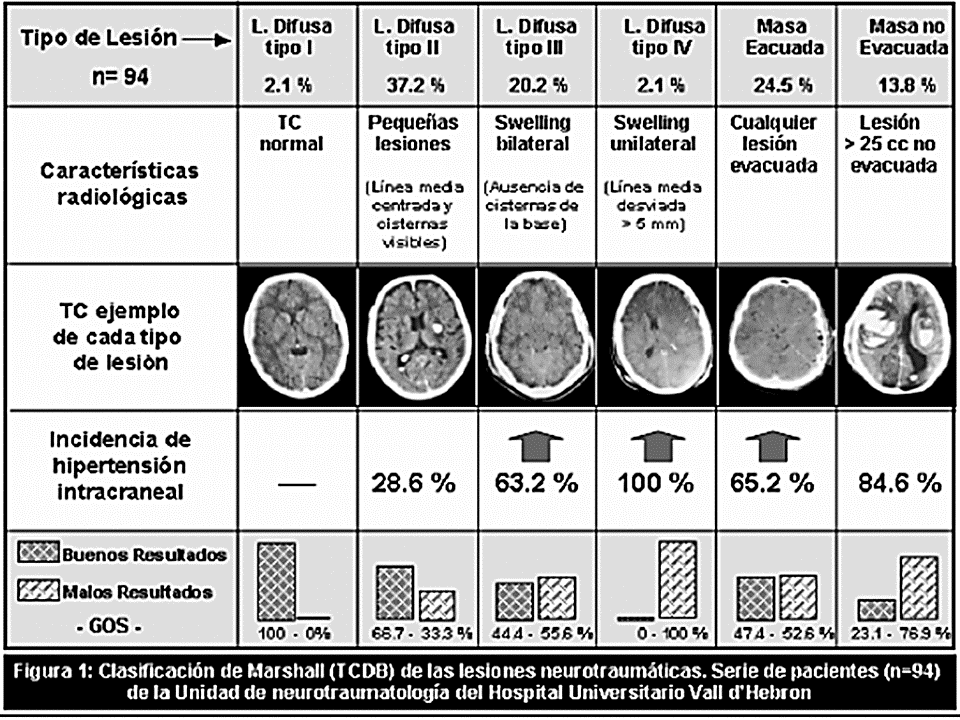 Tipo de Lesión
n= 94
L. Difusa
tipo I
2.1 %
L. Difusa
tipo II
37.2 %
L. Difusa
tipo III
20.2 %
L. Difusa
tipo IV
2.1 %
Masa
Eacuada
24.5 %
Masa no
Evacuada
13.8 %
Características
radiológicas
TC
normal
Pequeñas
lesiones
(Línea media
centrada y
cisternas
visibles)
Swelling
bilateral
(Ausencia de
cisternas de
la base)
Swelling
unilateral
(Línea media
desviada
> 5 mm)
Cualquier
lesión
evacuada
Lesión
> 25 cc no
evacuada
TC ejemplo
de cada tipo
de lesiòn
Incidencia de
hipertensión
intracraneal
—
28.6 %
63.2 %
100 %
65.2 %
84.6 %
Buenos Resultados
Malos Resultados
- GOS -
100 - 0%
66.7 - 33.3 %
44.4 - 55.6 %
0 - 100 %
47.4 - 52.6 %
23.1 - 76.9 %
Figura 1: Clasificación de Marshall (TCDB) de las lesiones neurotraumáticas. Serie de pacientes (n=94)
de la Unidad de neurotraumatología del Hospital Universitario Vall d'Hebron